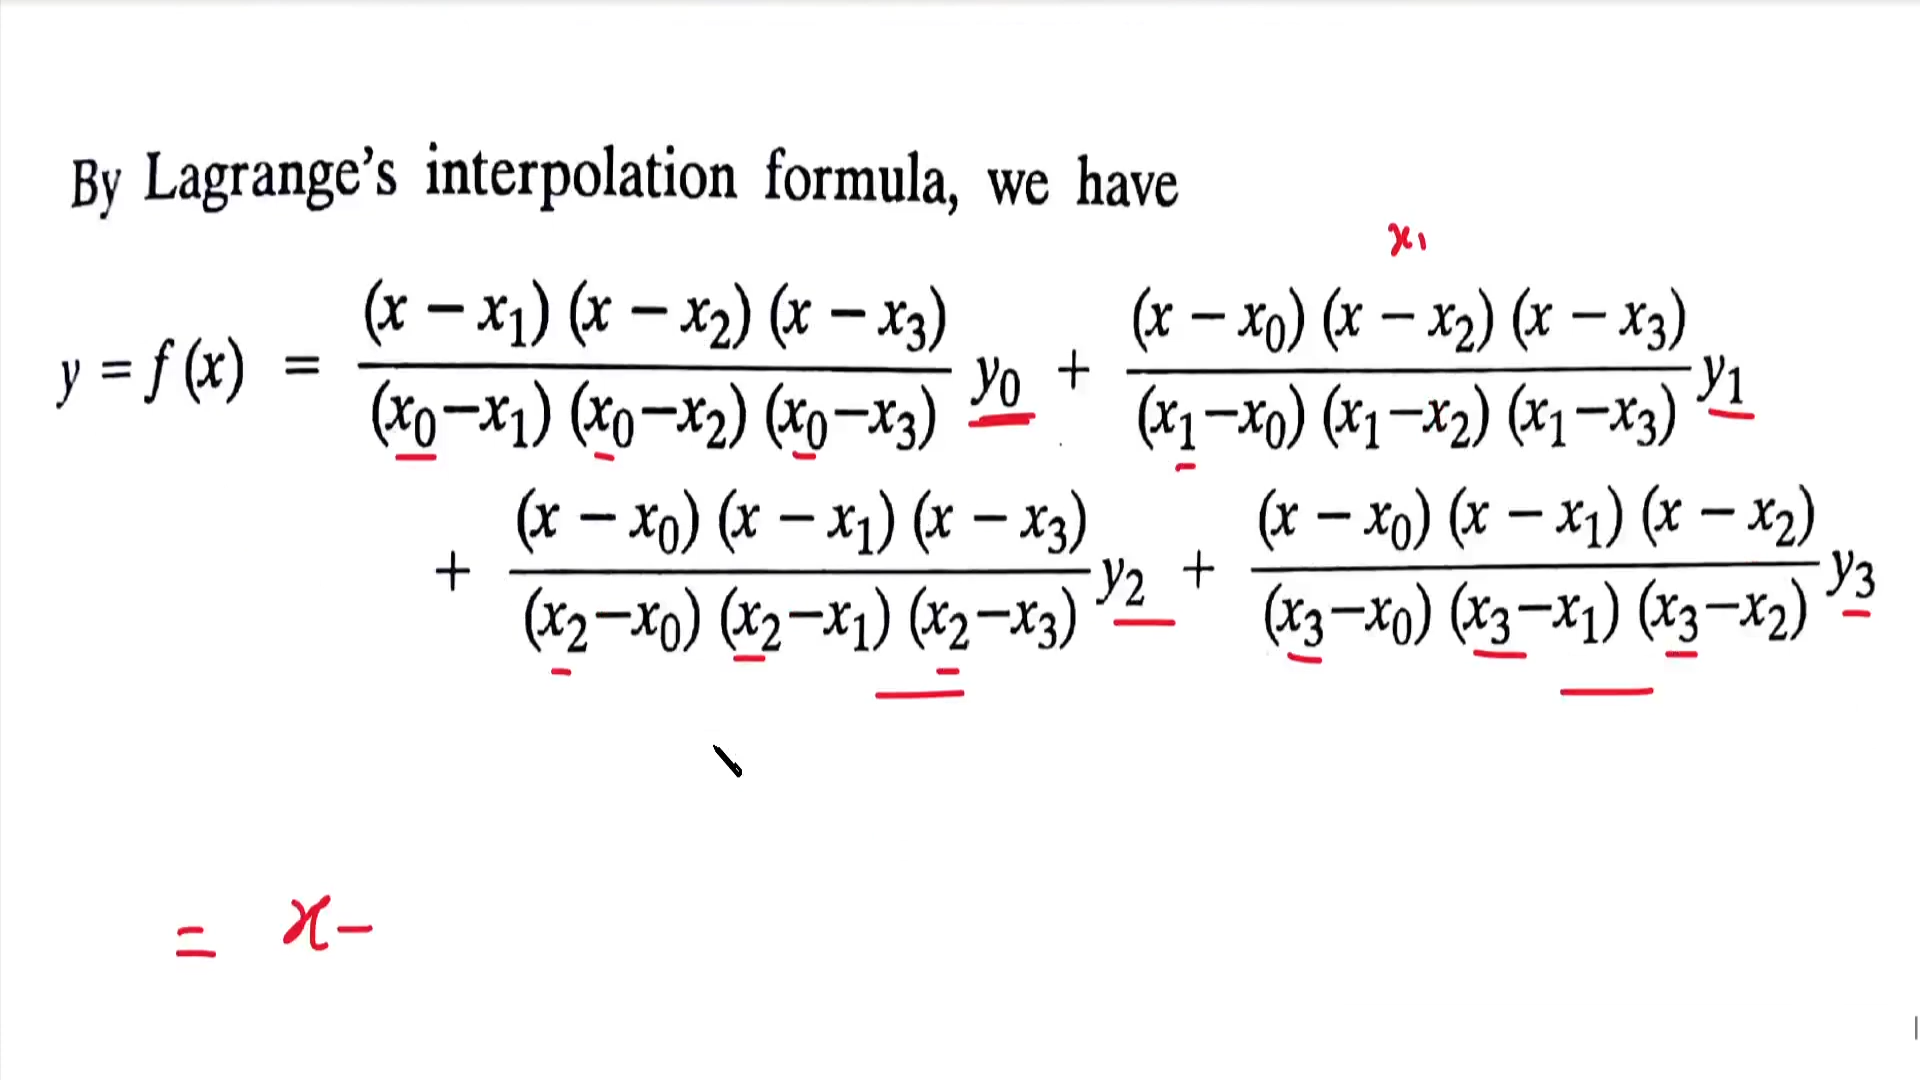 By Lagrange's interpolation formula, we have
x₁
y = f (x) = (x − x₁) (x − x₂) (x − x₃) / (x₀−x₁) (x₀−x₂) (x₀−x₃) y₀ + (x − x₀) (x − x₂) (x − x₃) / (x₁−x₀) (x₁−x₂) (x₁−x₃) y₁
+ (x − x₀) (x − x₁) (x − x₃) / (x₂−x₀) (x₂−x₁) (x₂−x₃) y₂ + (x − x₀) (x − x₁) (x − x₂) / (x₃−x₀) (x₃−x₁) (x₃−x₂) y₃
= x−